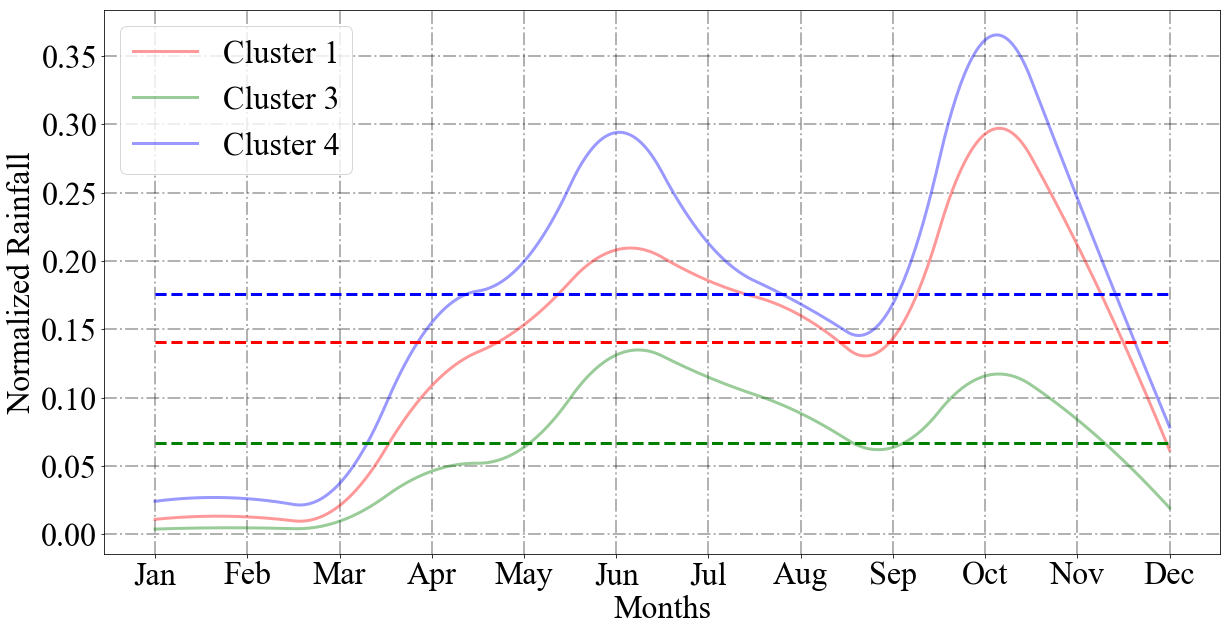 Cluster 1
Cluster 3
Cluster 4
Normalized Rainfall
0.35
0.30
0.25
0.20
0.15
0.10
0.05
0.00
Jan Feb Mar Apr May Jun Jul Aug Sep Oct Nov Dec
Months